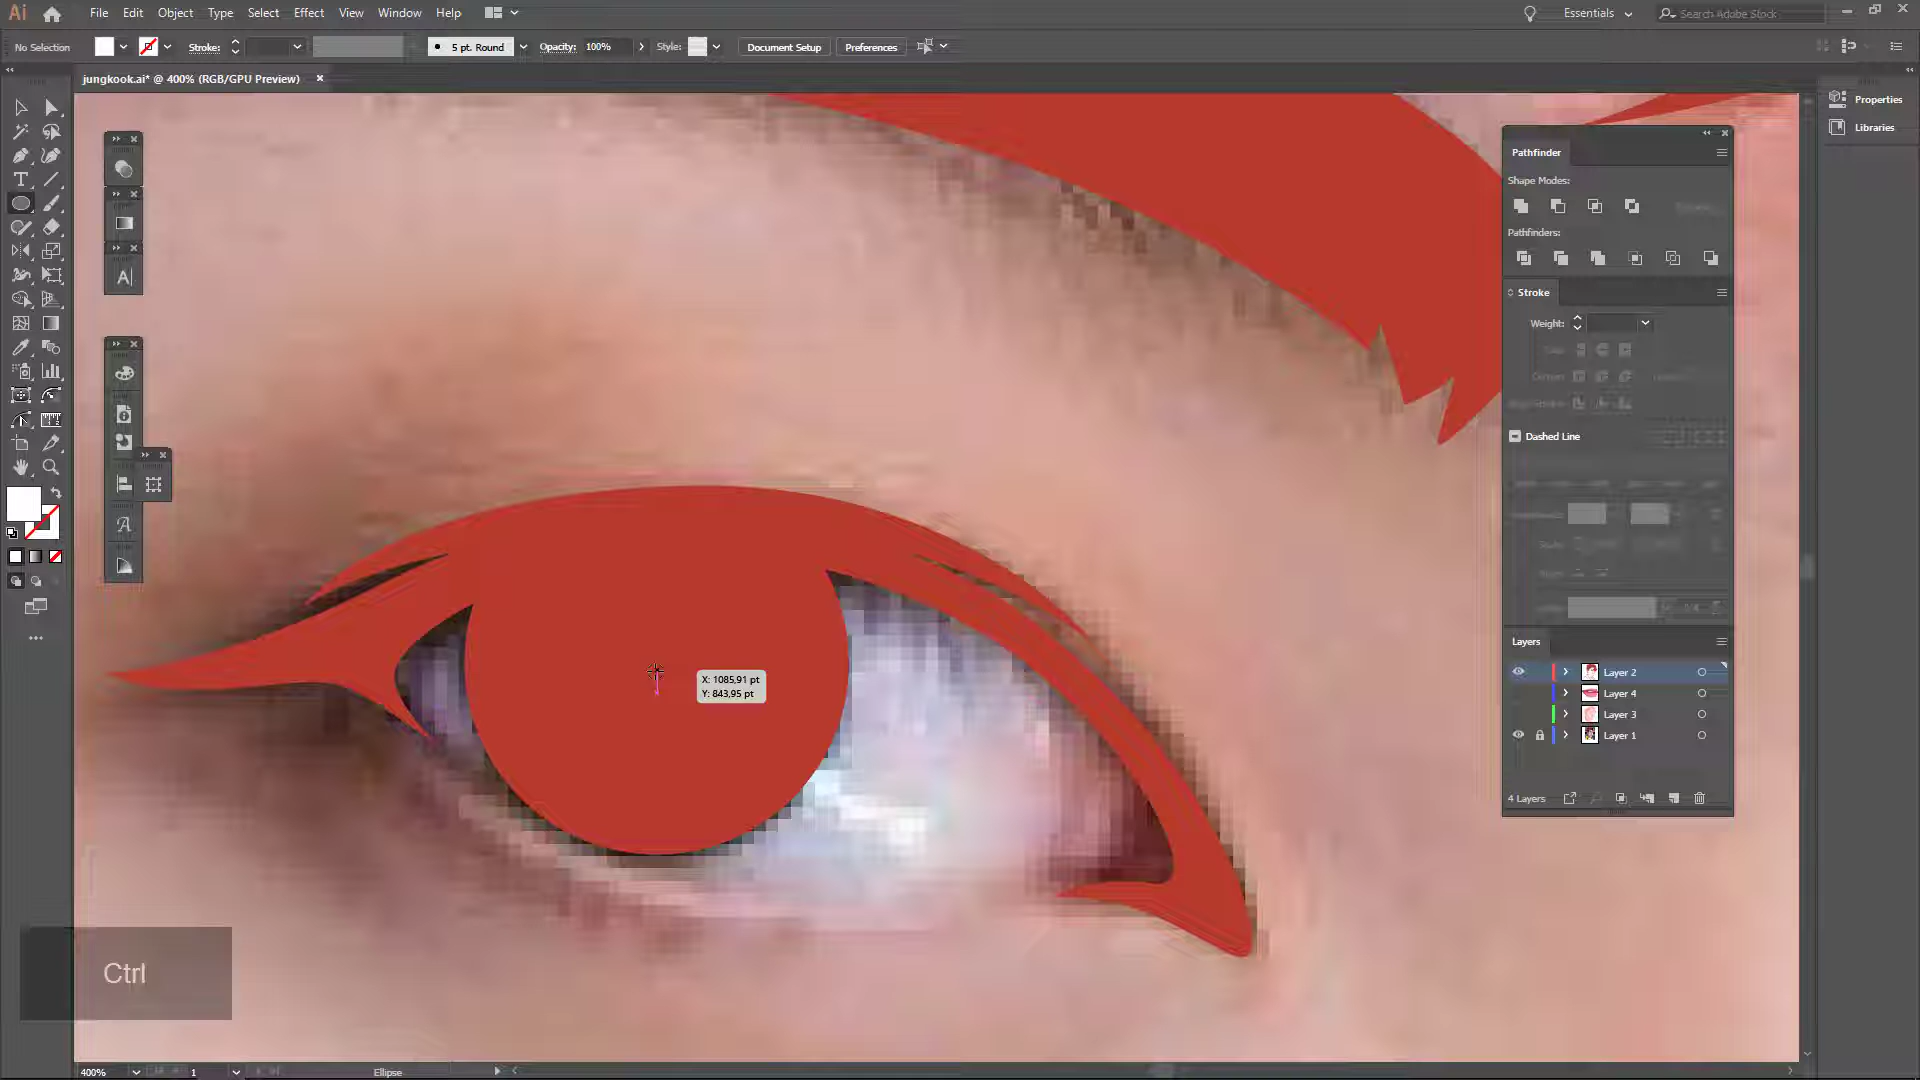 Ai File Edit Object Type Select Effect View Window Help Essentials Search Adobe Stock
No Selection Stroke: 5 pt. Round Opacity: 100% Style: Document Setup Preferences
jungkook.ai* @ 400% (RGB/GPU Preview)
Properties
Libraries
Pathfinder
Shape Modes:
Pathfinders:
Stroke
Weight:
Dashed Line
Layers
Layer 2
Layer 4
Layer 3
Layer 1
4 Layers
X: 1085,91 pt
Y: 843,95 pt
Ctrl
400% 1 Ellipse